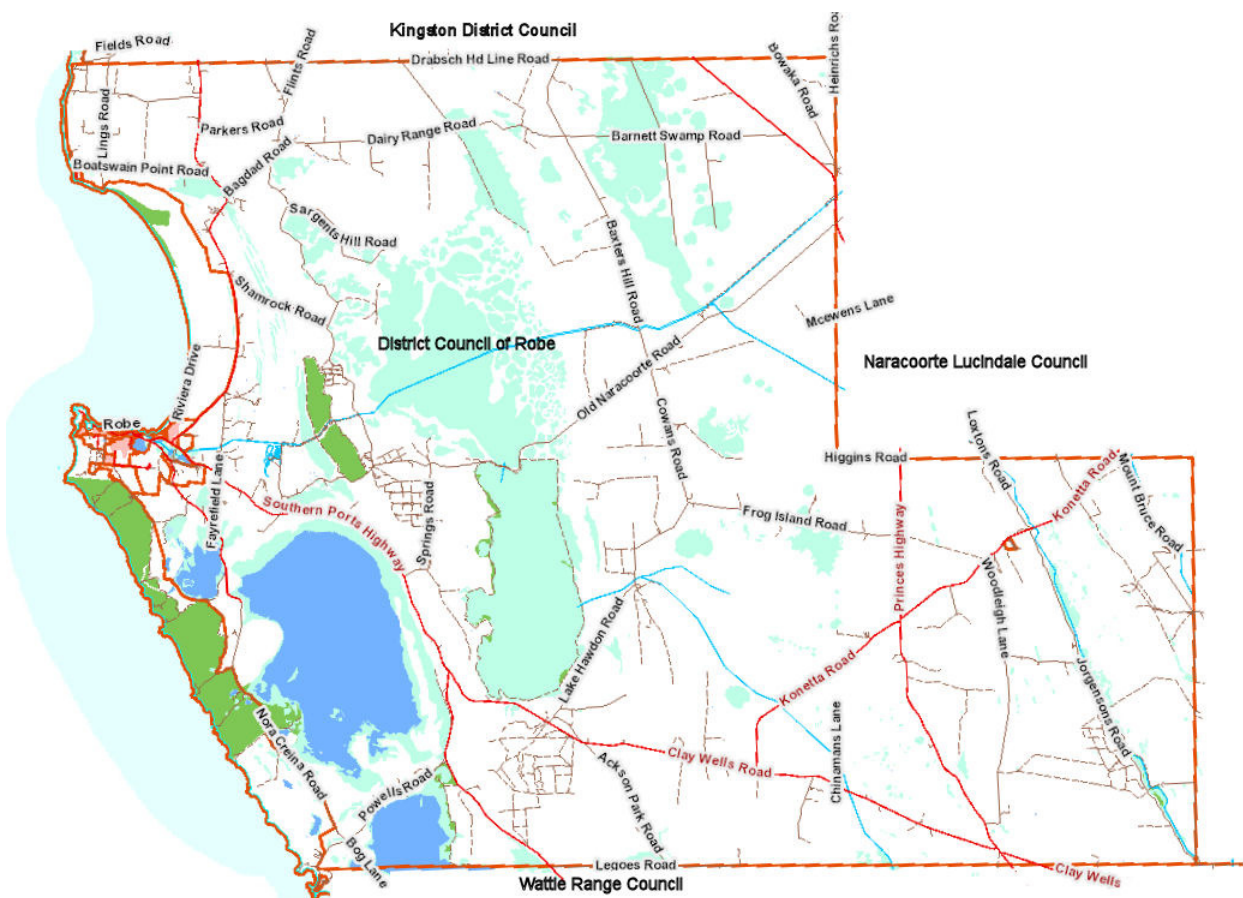 Kingston District Council
Fields Road
Flints Road
Drabsch Hd Line Road
Bowaka Road
Heinrichs Roa
Lings Road
Parkers Road
Dairy Range Road
Barnett Swamp Road
Boatswain Point Road
Bagdad Road
Sargents Hill Road
Baxters Hill Road
Shamrock Road
Mcewens Lane
District Council of Robe
Naracoorte Lucindale Council
Riviera Drive
Old Naracoorte Road
Robe
Cowans Road
Loxtons Road
Higgins Road
Konetta Road
Mount Bruce Road
Fayrefield Lane
Southern Ports Highway
Springs Road
Frog Island Road
Princes Highway
Woodleigh Lane
Lake Hawdon Road
Konetta Road
Jorgensons Road
Nora Creina Road
Chinamans Lane
Clay Wells Road
Ackson Park Road
Powells Road
Bog Lane
Legoes Road
Clay Wells
Wattle Range Council